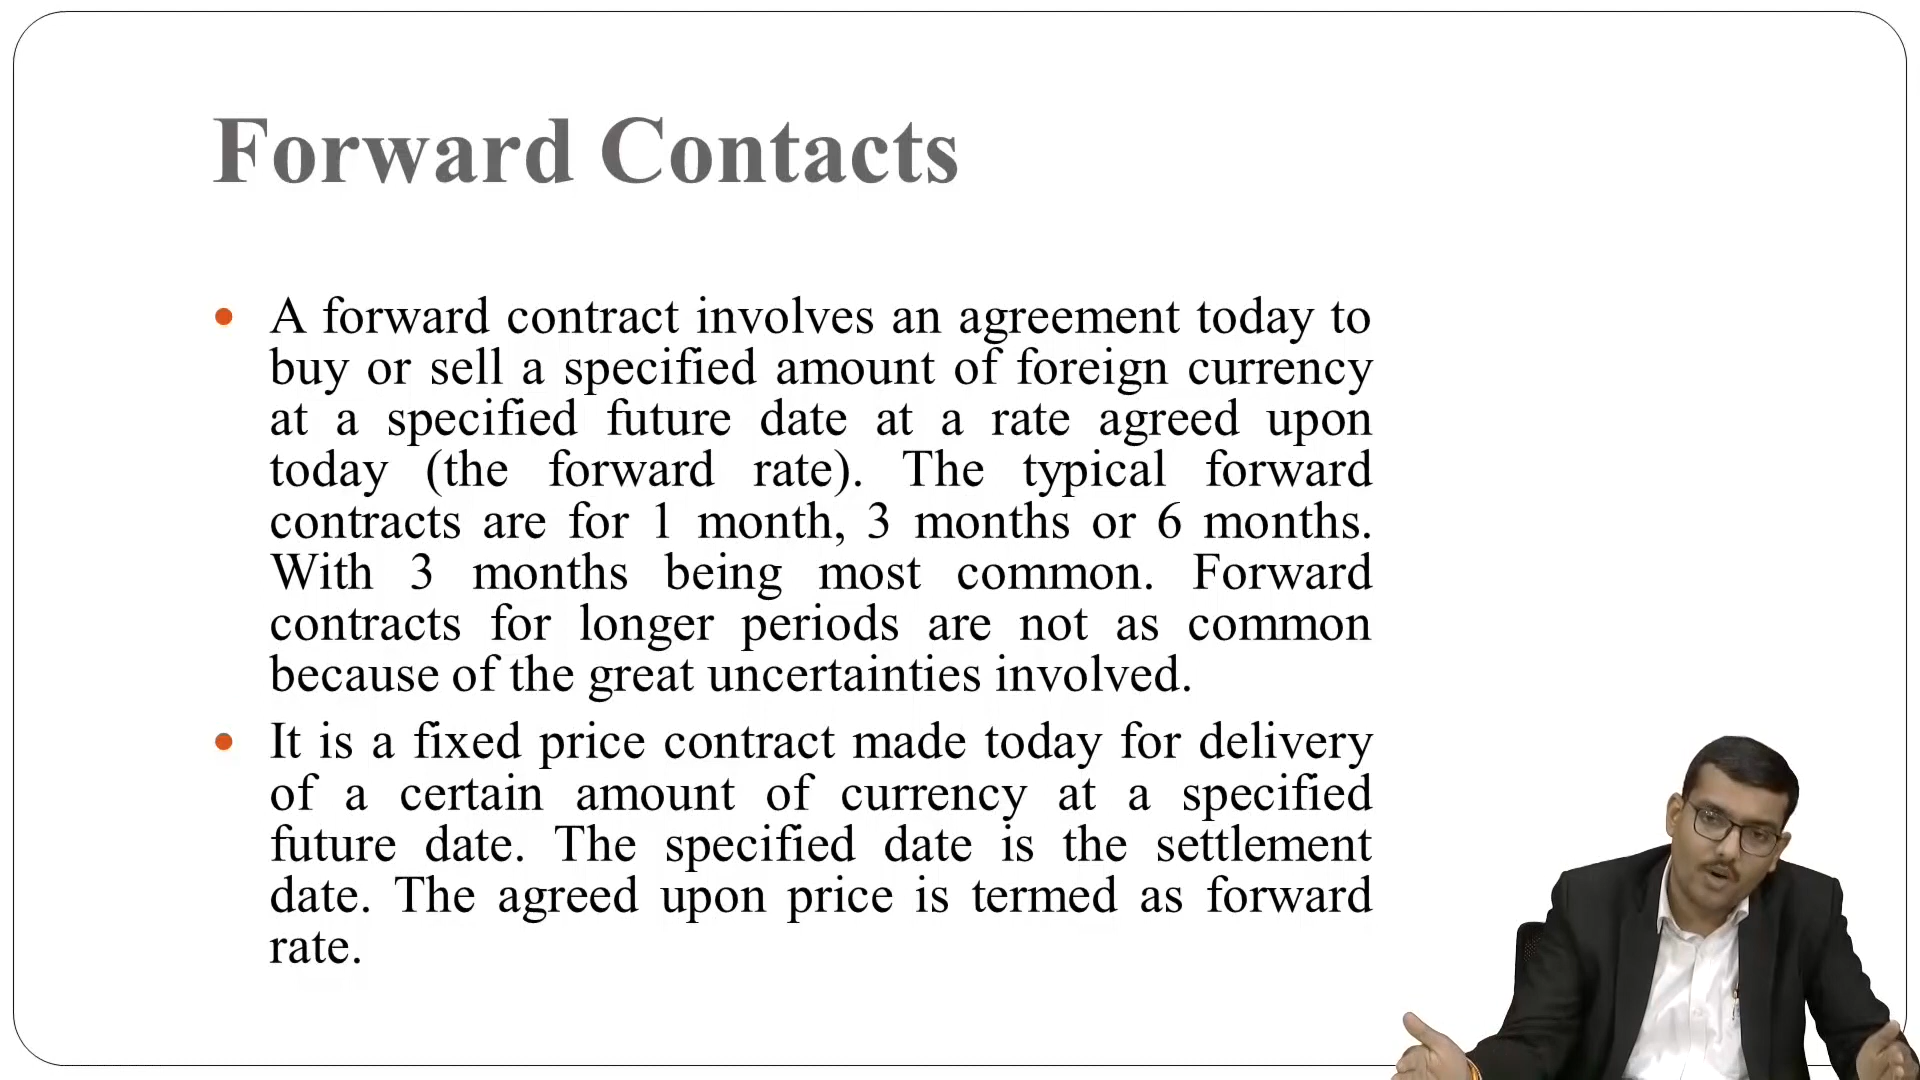 Forward Contacts
• A forward contract involves an agreement today to
buy or sell a specified amount of foreign currency
at a specified future date at a rate agreed upon
today (the forward rate). The typical forward
contracts are for 1 month, 3 months or 6 months.
With 3 months being most common. Forward
contracts for longer periods are not as common
because of the great uncertainties involved.
• It is a fixed price contract made today for delivery
of a certain amount of currency at a specified
future date. The specified date is the settlement
date. The agreed upon price is termed as forward
rate.